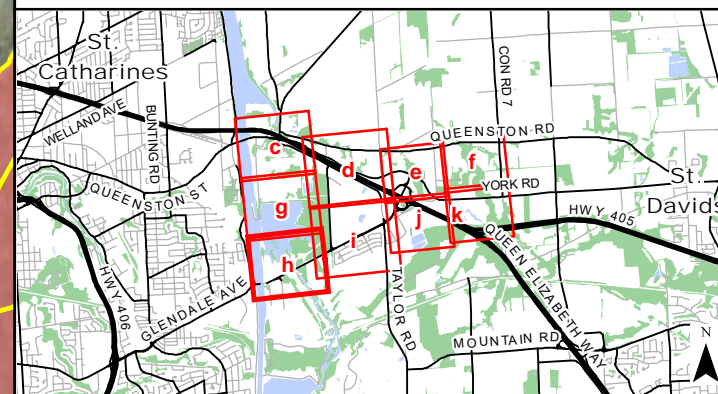 St.
Catharines
WELLAND AVE
BUNTING RD
QUEENSTON ST
HWY 406
GLENDALE AVE
c
d
e
f
g
h
i
j
k
CON RD 7
QUEENSTON RD
YORK RD
St.
Davids
HWY 405
QUEEN ELIZABETH WAY
TAYLOR RD
MOUNTAIN RD
N